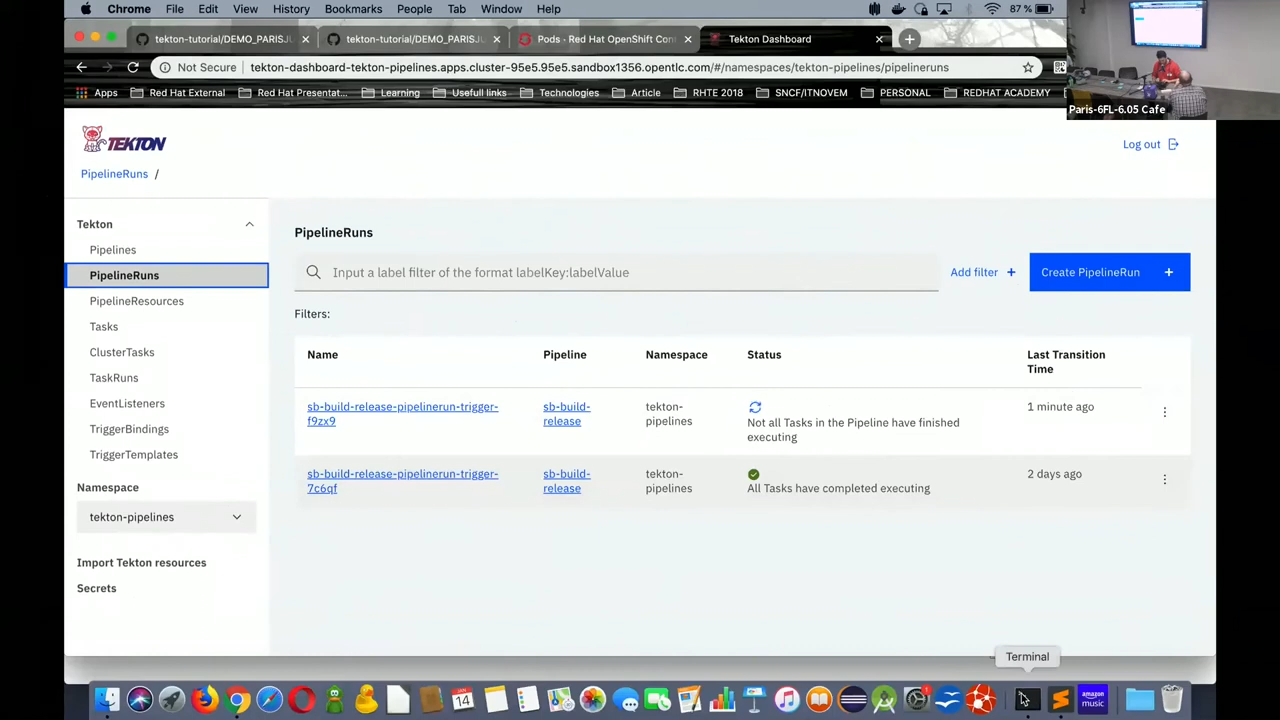 Chrome File Edit View History Bookmarks People Tab Window Help 87 %
tekton-tutorial/DEMO_PARISJU tekton-tutorial/DEMO_PARISJU Pods · Red Hat OpenShift Con Tekton Dashboard
Not Secure tekton-dashboard-tekton-pipelines.apps.cluster-95e5.95e5.sandbox1356.opentlc.com/#/namespaces/tekton-pipelines/pipelineruns
Apps Red Hat External Red Hat Presentat... Learning Usefull links Technologies Article RHTE 2018 SNCF/ITNOVEM PERSONAL REDHAT ACADEMY
Paris-6FL-6.05 Cafe
TEKTON
Log out
PipelineRuns /
Tekton
Pipelines
PipelineRuns
PipelineResources
Tasks
ClusterTasks
TaskRuns
EventListeners
TriggerBindings
TriggerTemplates
Namespace
tekton-pipelines
Import Tekton resources
Secrets
PipelineRuns
Input a label filter of the format labelKey:labelValue
Add filter +
Create PipelineRun +
Filters:
Name Pipeline Namespace Status Last Transition
Time
sb-build-release-pipelinerun-trigger- sb-build- tekton- 1 minute ago
f9zx9 release pipelines Not all Tasks in the Pipeline have finished
executing
sb-build-release-pipelinerun-trigger- sb-build- tekton- 2 days ago
7c6qf release pipelines All Tasks have completed executing
Terminal
amazon
music